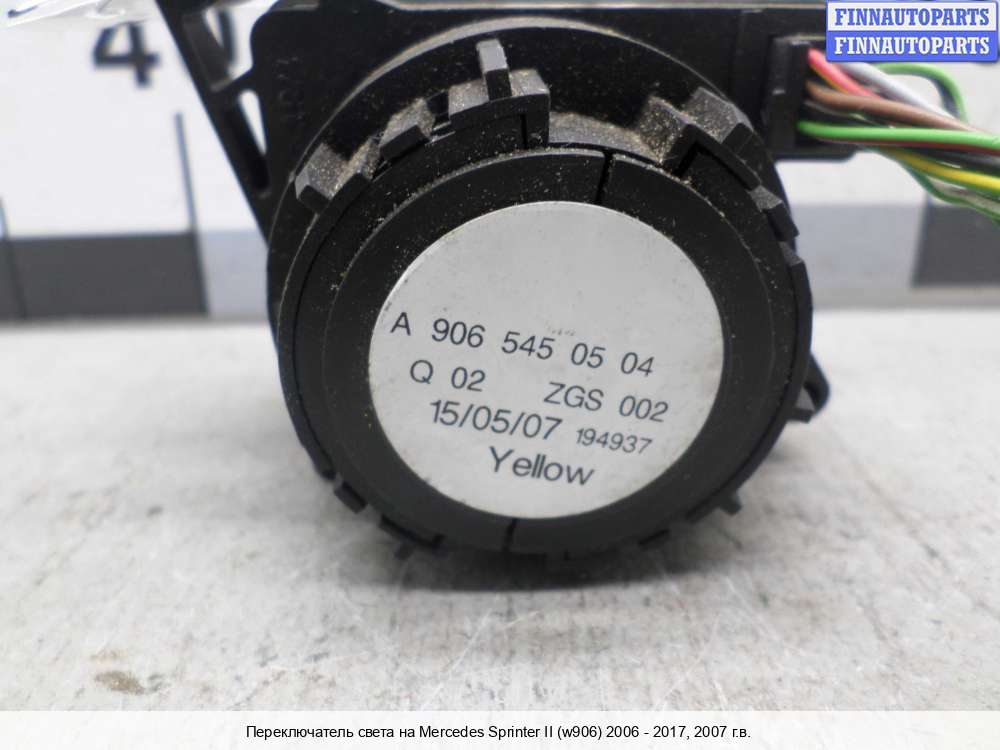 FINNAUTOPARTS
FINNAUTOPARTS
A 906 545 05 04
Q 02 ZGS 002
15/05/07 194937
Yellow
Переключатель света на Mercedes Sprinter II (w906) 2006 - 2017, 2007 г.в.